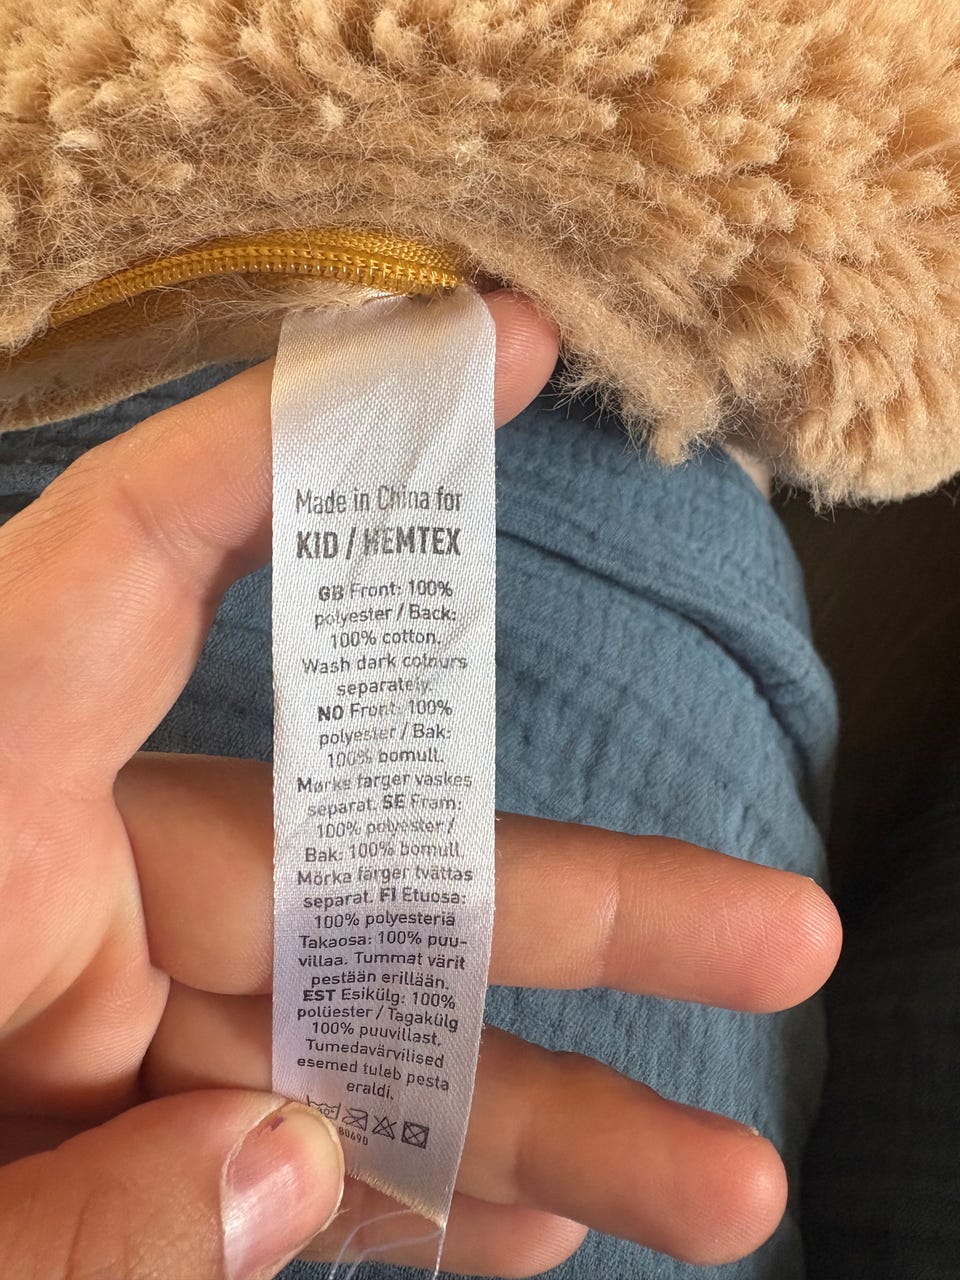 Made in China for
KID / HEMTEX
GB Front: 100%
polyester / Back:
100% cotton.
Wash dark colours
separately.
NO Front: 100%
polyester / Bak:
100% bomull.
Mørke farger vaskes
separat. SE Fram:
100% polyester /
Bak: 100% bomull.
Mörka färger tvättas
separat. FI Etuosa:
100% polyesteriä
Takaosa: 100% puu-
villaa. Tummat värit
pestään erillään.
EST Esikülg: 100%
polüester / Tagakülg
100% puuvillast.
Tumedavärvilised
esemed tuleb pesta
eraldi.
40°
80690